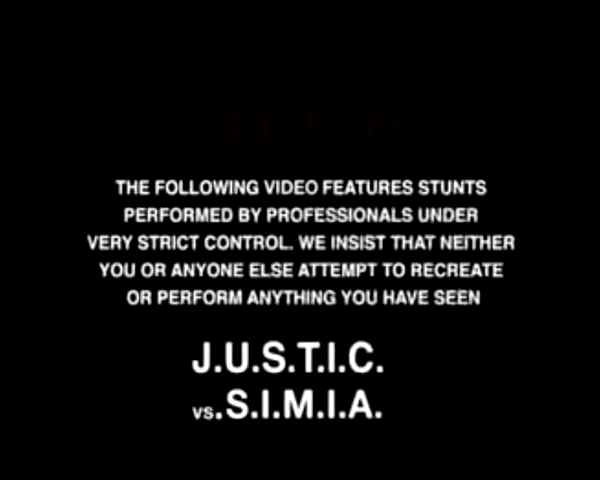 THE FOLLOWING VIDEO FEATURES STUNTS
PERFORMED BY PROFESSIONALS UNDER
VERY STRICT CONTROL. WE INSIST THAT NEITHER
YOU OR ANYONE ELSE ATTEMPT TO RECREATE
OR PERFORM ANYTHING YOU HAVE SEEN
J.U.S.T.I.C.
vs.S.I.M.I.A.